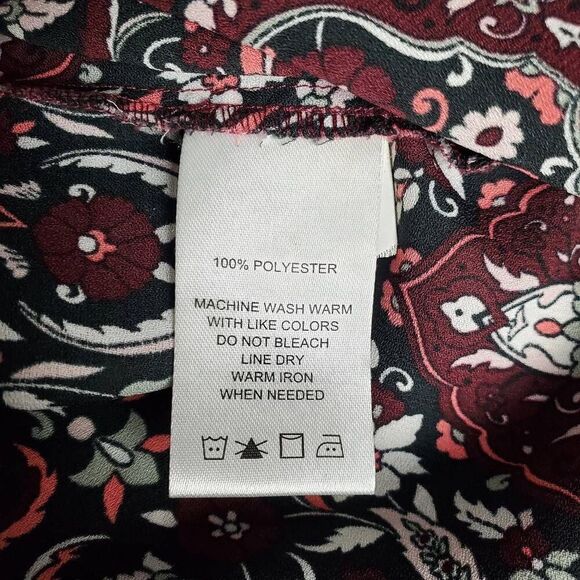 100% POLYESTER
MACHINE WASH WARM
WITH LIKE COLORS
DO NOT BLEACH
LINE DRY
WARM IRON
WHEN NEEDED